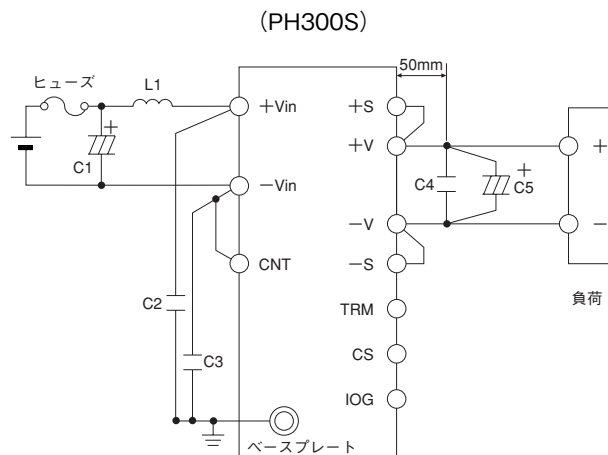 (PH300S)
50mm
ヒューズ
L1
+Vin
+S
+
C1
+V
+
C4
+
C5
−Vin
−V
−
CNT
−S
負荷
C2
TRM
C3
CS
IOG
ベースプレート